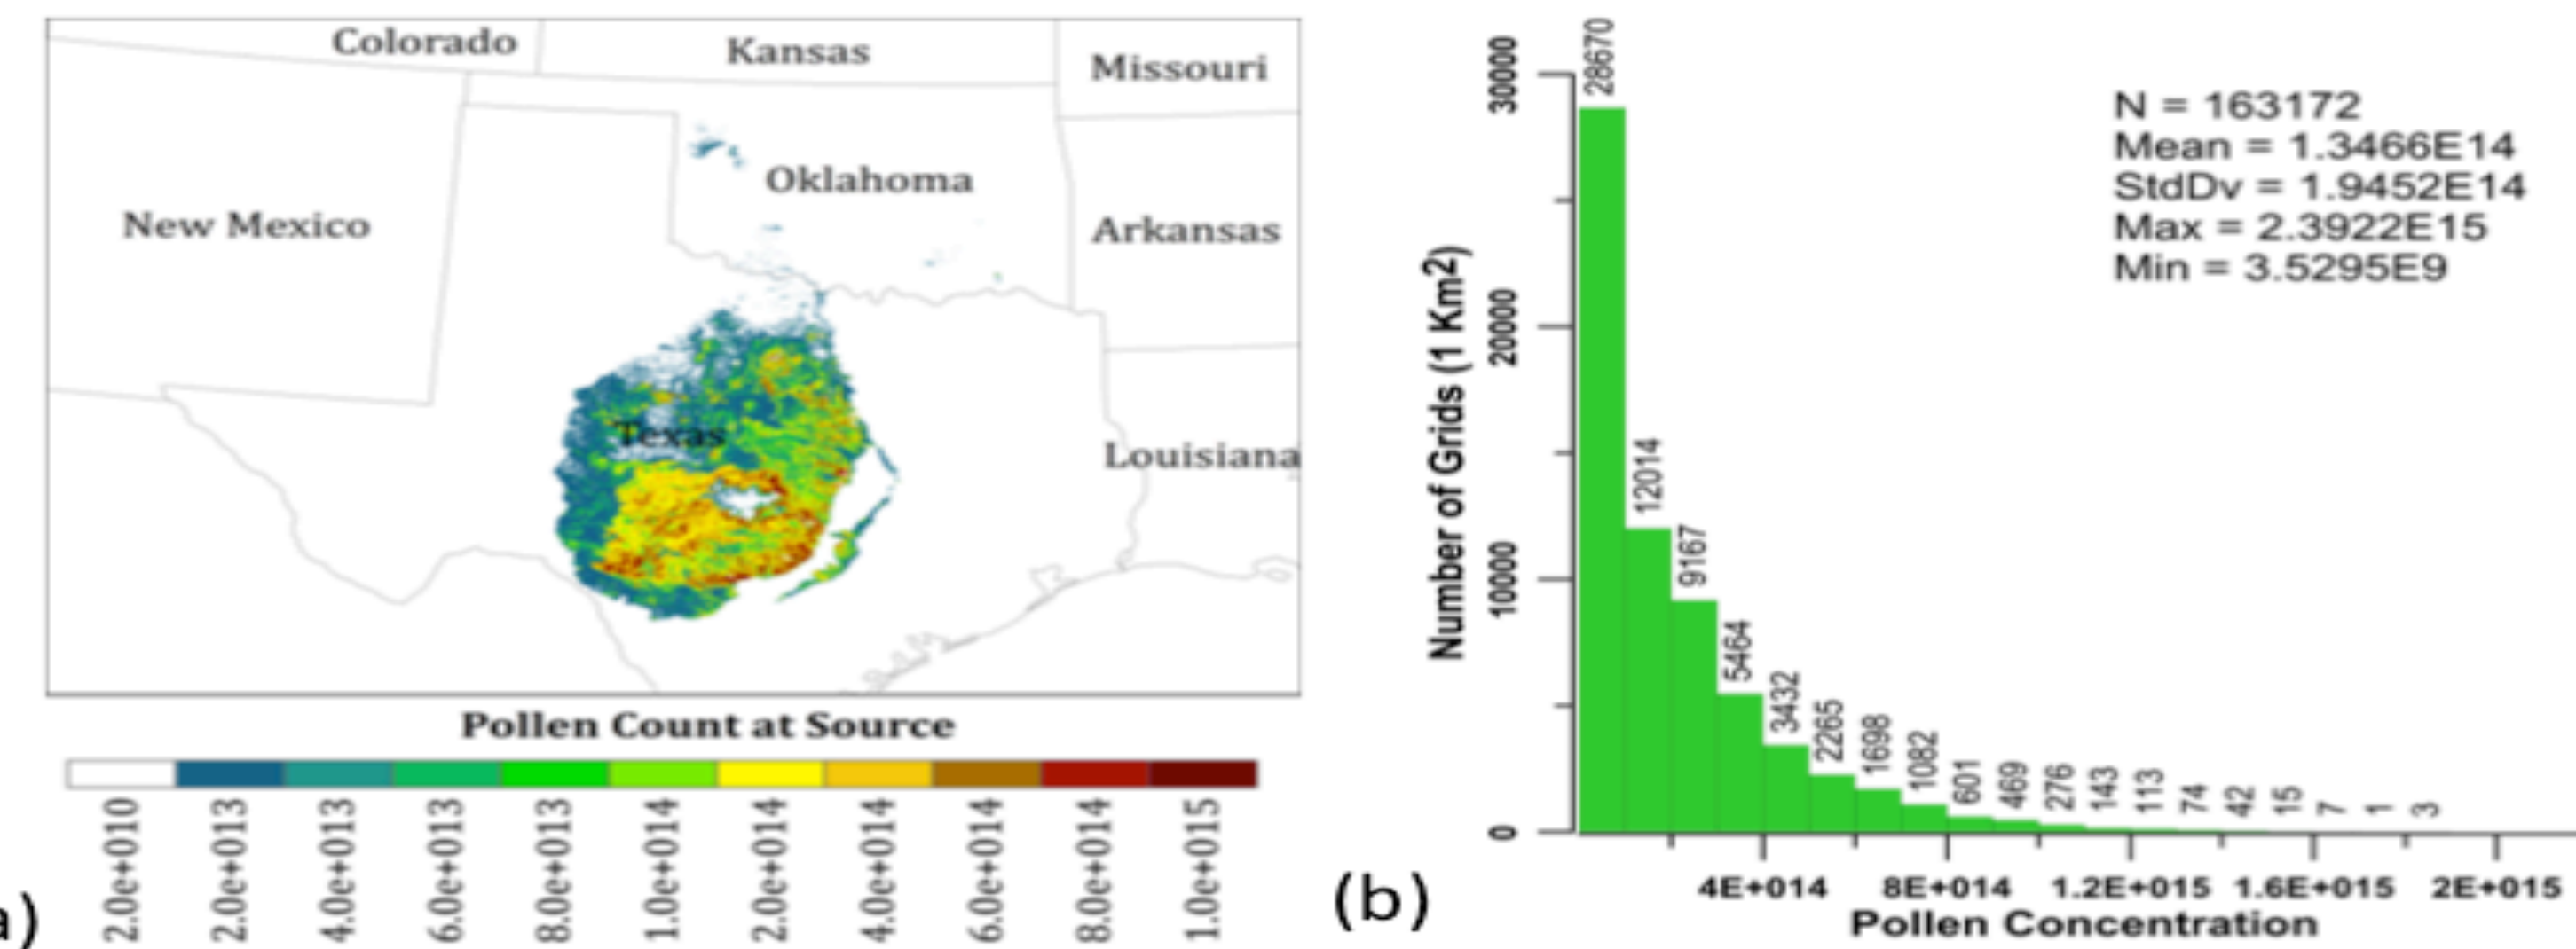 Colorado
Kansas
Missouri
Oklahoma
New Mexico
Arkansas
Texas
Louisiana
Pollen Count at Source
2.0e+010
2.0e+013
4.0e+013
6.0e+013
8.0e+013
1.0e+014
2.0e+014
4.0e+014
6.0e+014
8.0e+014
1.0e+015
a)
(b)
Number of Grids (1 Km2)
30000
20000
10000
0
28670
12014
9167
5464
3432
2265
1698
1082
601
469
276
143
113
74
42
15
7
1
3
N = 163172
Mean = 1.3466E14
StdDv = 1.9452E14
Max = 2.3922E15
Min = 3.5295E9
4E+014 8E+014 1.2E+015 1.6E+015 2E+015
Pollen Concentration